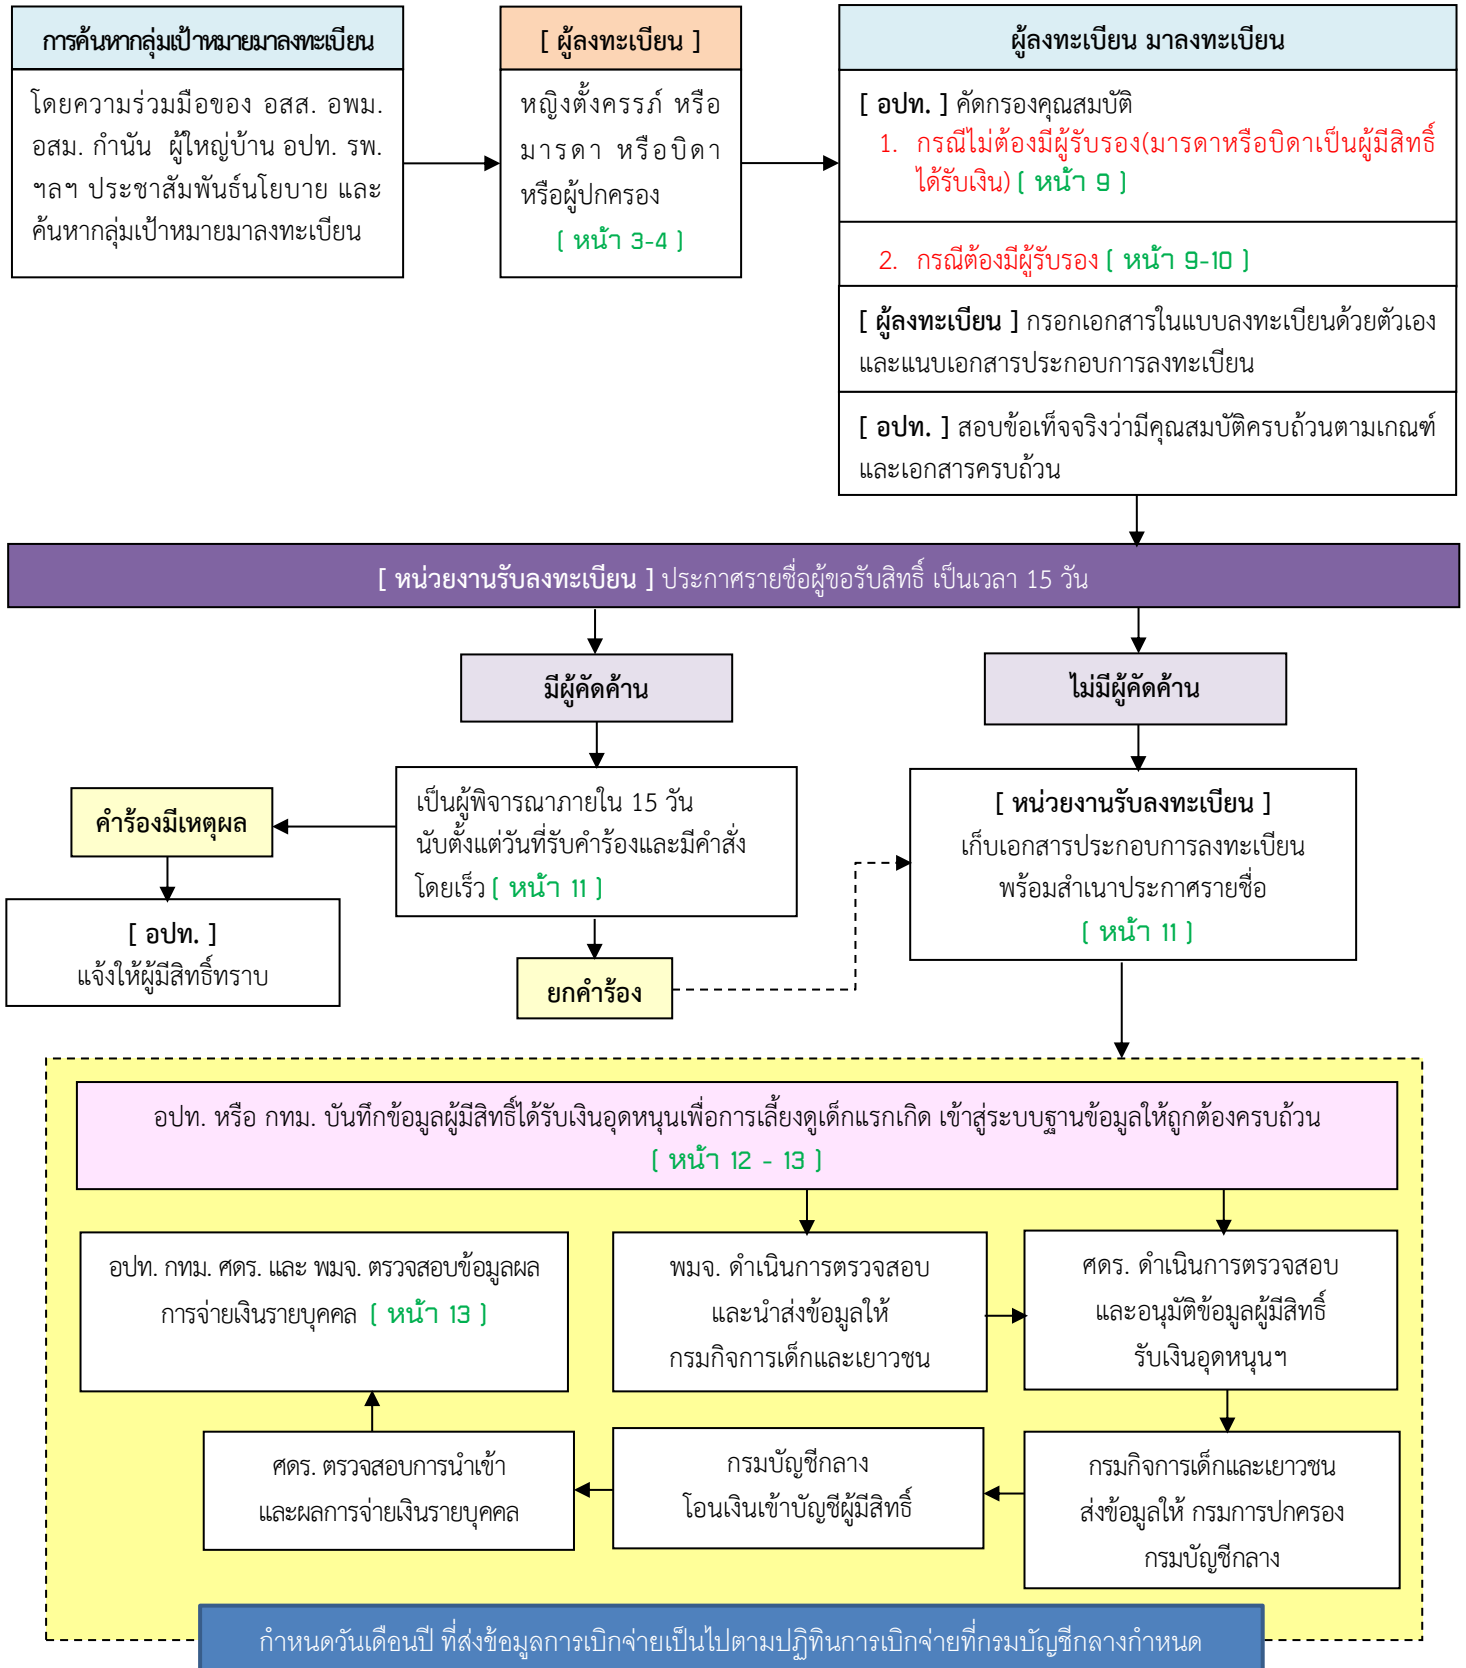 การค้นหากลุ่มเป้าหมายมาลงทะเบียน
โดยความร่วมมือของ อสส. อพม.
อสม. กำนัน ผู้ใหญ่บ้าน อปท. รพ.
ฯลฯ ประชาสัมพันธ์นโยบาย และ
ค้นหากลุ่มเป้าหมายมาลงทะเบียน
[ ผู้ลงทะเบียน ]
หญิงตั้งครรภ์ หรือ
มารดา หรือบิดา
หรือผู้ปกครอง
[ หน้า 3-4 ]
ผู้ลงทะเบียน มาลงทะเบียน
[ อปท. ] คัดกรองคุณสมบัติ
1. กรณีไม่ต้องมีผู้รับรอง(มารดาหรือบิดาเป็นผู้มีสิทธิ์
ได้รับเงิน) [ หน้า 9 ]
2. กรณีต้องมีผู้รับรอง [ หน้า 9-10 ]
[ ผู้ลงทะเบียน ] กรอกเอกสารในแบบลงทะเบียนด้วยตัวเอง
และแนบเอกสารประกอบการลงทะเบียน
[ อปท. ] สอบข้อเท็จจริงว่ามีคุณสมบัติครบถ้วนตามเกณฑ์
และเอกสารครบถ้วน
[ หน่วยงานรับลงทะเบียน ] ประกาศรายชื่อผู้ขอรับสิทธิ์ เป็นเวลา 15 วัน
มีผู้คัดค้าน
ไม่มีผู้คัดค้าน
คำร้องมีเหตุผล
เป็นผู้พิจารณาภายใน 15 วัน
นับตั้งแต่วันที่รับคำร้องและมีคำสั่ง
โดยเร็ว [ หน้า 11 ]
[ หน่วยงานรับลงทะเบียน ]
เก็บเอกสารประกอบการลงทะเบียน
พร้อมสำเนาประกาศรายชื่อ
[ หน้า 11 ]
[ อปท. ]
แจ้งให้ผู้มีสิทธิ์ทราบ
ยกคำร้อง
อปท. หรือ กทม. บันทึกข้อมูลผู้มีสิทธิ์ได้รับเงินอุดหนุนเพื่อการเลี้ยงดูเด็กแรกเกิด เข้าสู่ระบบฐานข้อมูลให้ถูกต้องครบถ้วน
[ หน้า 12 - 13 ]
อปท. กทม. ศดร. และ พมจ. ตรวจสอบข้อมูลผล
การจ่ายเงินรายบุคคล [ หน้า 13 ]
พมจ. ดำเนินการตรวจสอบ
และนำส่งข้อมูลให้
กรมกิจการเด็กและเยาวชน
ศดร. ดำเนินการตรวจสอบ
และอนุมัติข้อมูลผู้มีสิทธิ์
รับเงินอุดหนุนฯ
ศดร. ตรวจสอบการนำเข้า
และผลการจ่ายเงินรายบุคคล
กรมบัญชีกลาง
โอนเงินเข้าบัญชีผู้มีสิทธิ์
กรมกิจการเด็กและเยาวชน
ส่งข้อมูลให้ กรมการปกครอง
กรมบัญชีกลาง
กำหนดวันเดือนปี ที่ส่งข้อมูลการเบิกจ่ายเป็นไปตามปฏิทินการเบิกจ่ายที่กรมบัญชีกลางกำหนด